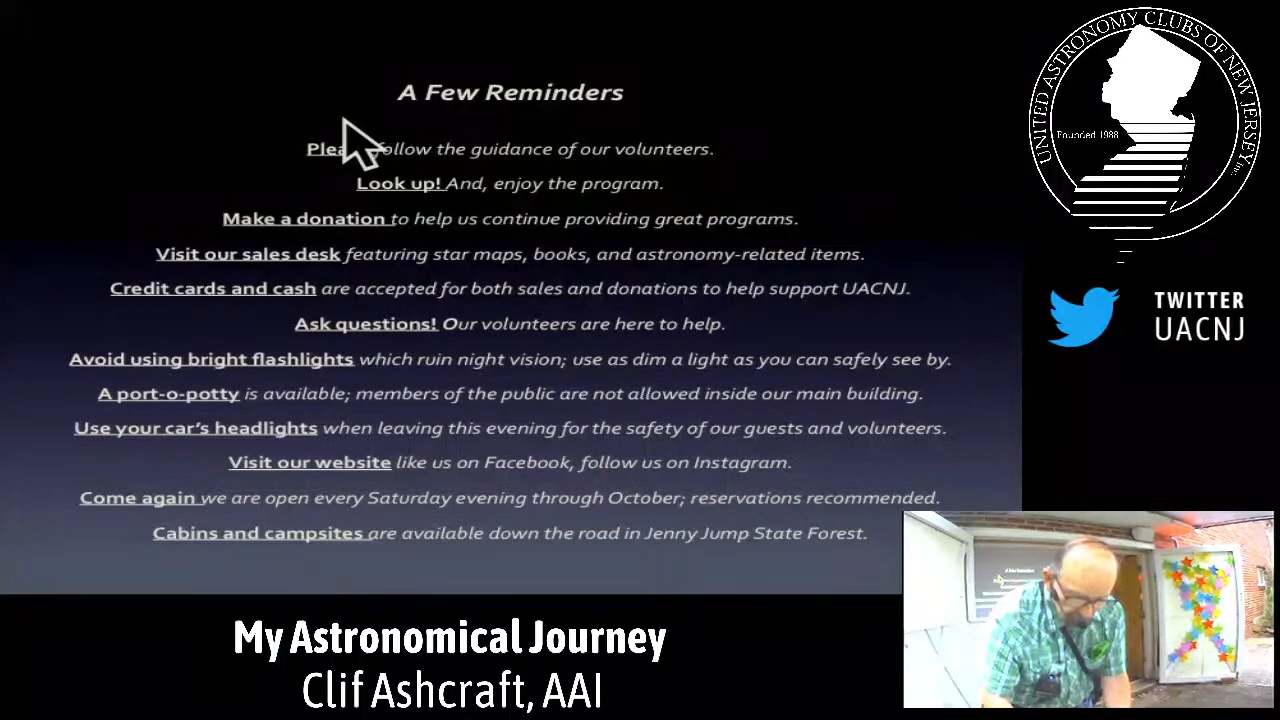 A Few Reminders
Plea follow the guidance of our volunteers.
Look up! And, enjoy the program.
Make a donation to help us continue providing great programs.
Visit our sales desk featuring star maps, books, and astronomy-related items.
Credit cards and cash are accepted for both sales and donations to help support UACNJ.
Ask questions! Our volunteers are here to help.
Avoid using bright flashlights which ruin night vision; use as dim a light as you can safely see by.
A port-o-potty is available; members of the public are not allowed inside our main building.
Use your car's headlights when leaving this evening for the safety of our guests and volunteers.
Visit our website like us on Facebook, follow us on Instagram.
Come again we are open every Saturday evening through October; reservations recommended.
Cabins and campsites are available down the road in Jenny Jump State Forest.
UNITED ASTRONOMY CLUBS OF NEW JERSEY, Inc.
Founded 1988
TWITTER
UACNJ
A Few Reminders
My Astronomical Journey
Clif Ashcraft, AAI